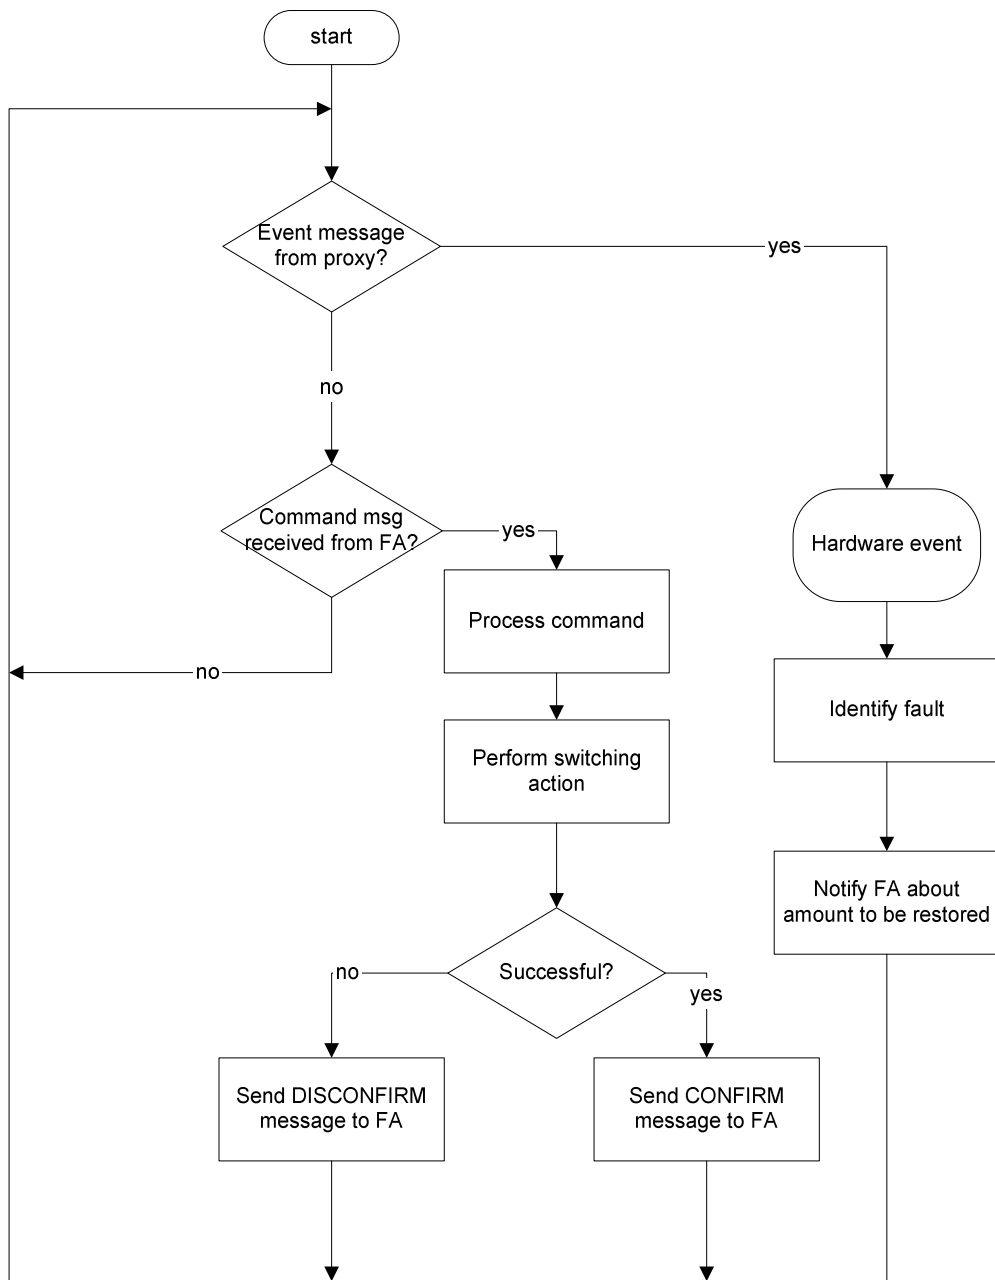 start
Event message
from proxy?
yes
no
Command msg
received from FA?
yes
Hardware event
Process command
no
Identify fault
Perform switching
action
Notify FA about
amount to be restored
Successful?
no
yes
Send DISCONFIRM
message to FA
Send CONFIRM
message to FA